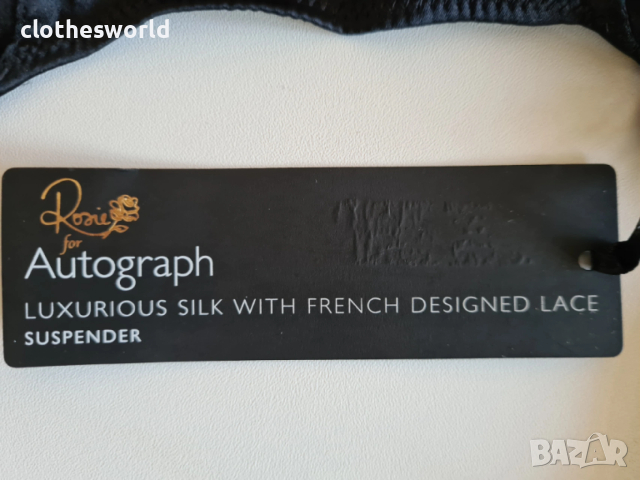 clothesworld
Rosie
for
Autograph
LUXURIOUS SILK WITH FRENCH DESIGNED LACE
SUSPENDER
BAZAR